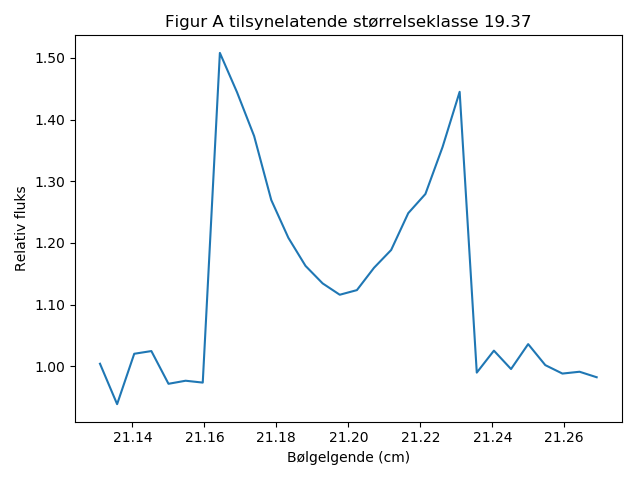 Figur A tilsynelatende størrelseklasse 19.37
Relativ fluks
1.50
1.40
1.30
1.20
1.10
1.00
21.14 21.16 21.18 21.20 21.22 21.24 21.26
Bølgelgende (cm)